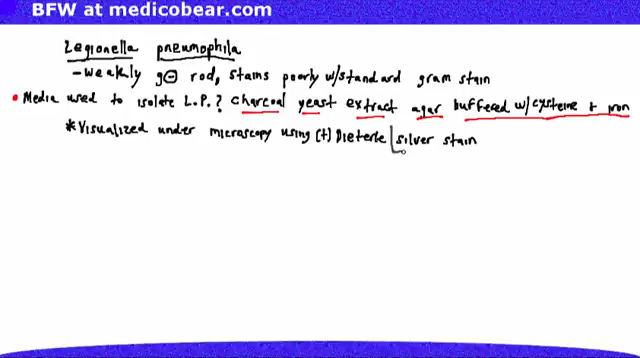 BFW at medicobear.com
Legionella pneumophila
- weakly g⊖ rod, stains poorly w/standard gram stain
• Media used to isolate L.P.? Charcoal yeast extract agar buffered w/cysteine + iron
* Visualized under microscopy using (+) Dieterle silver stain